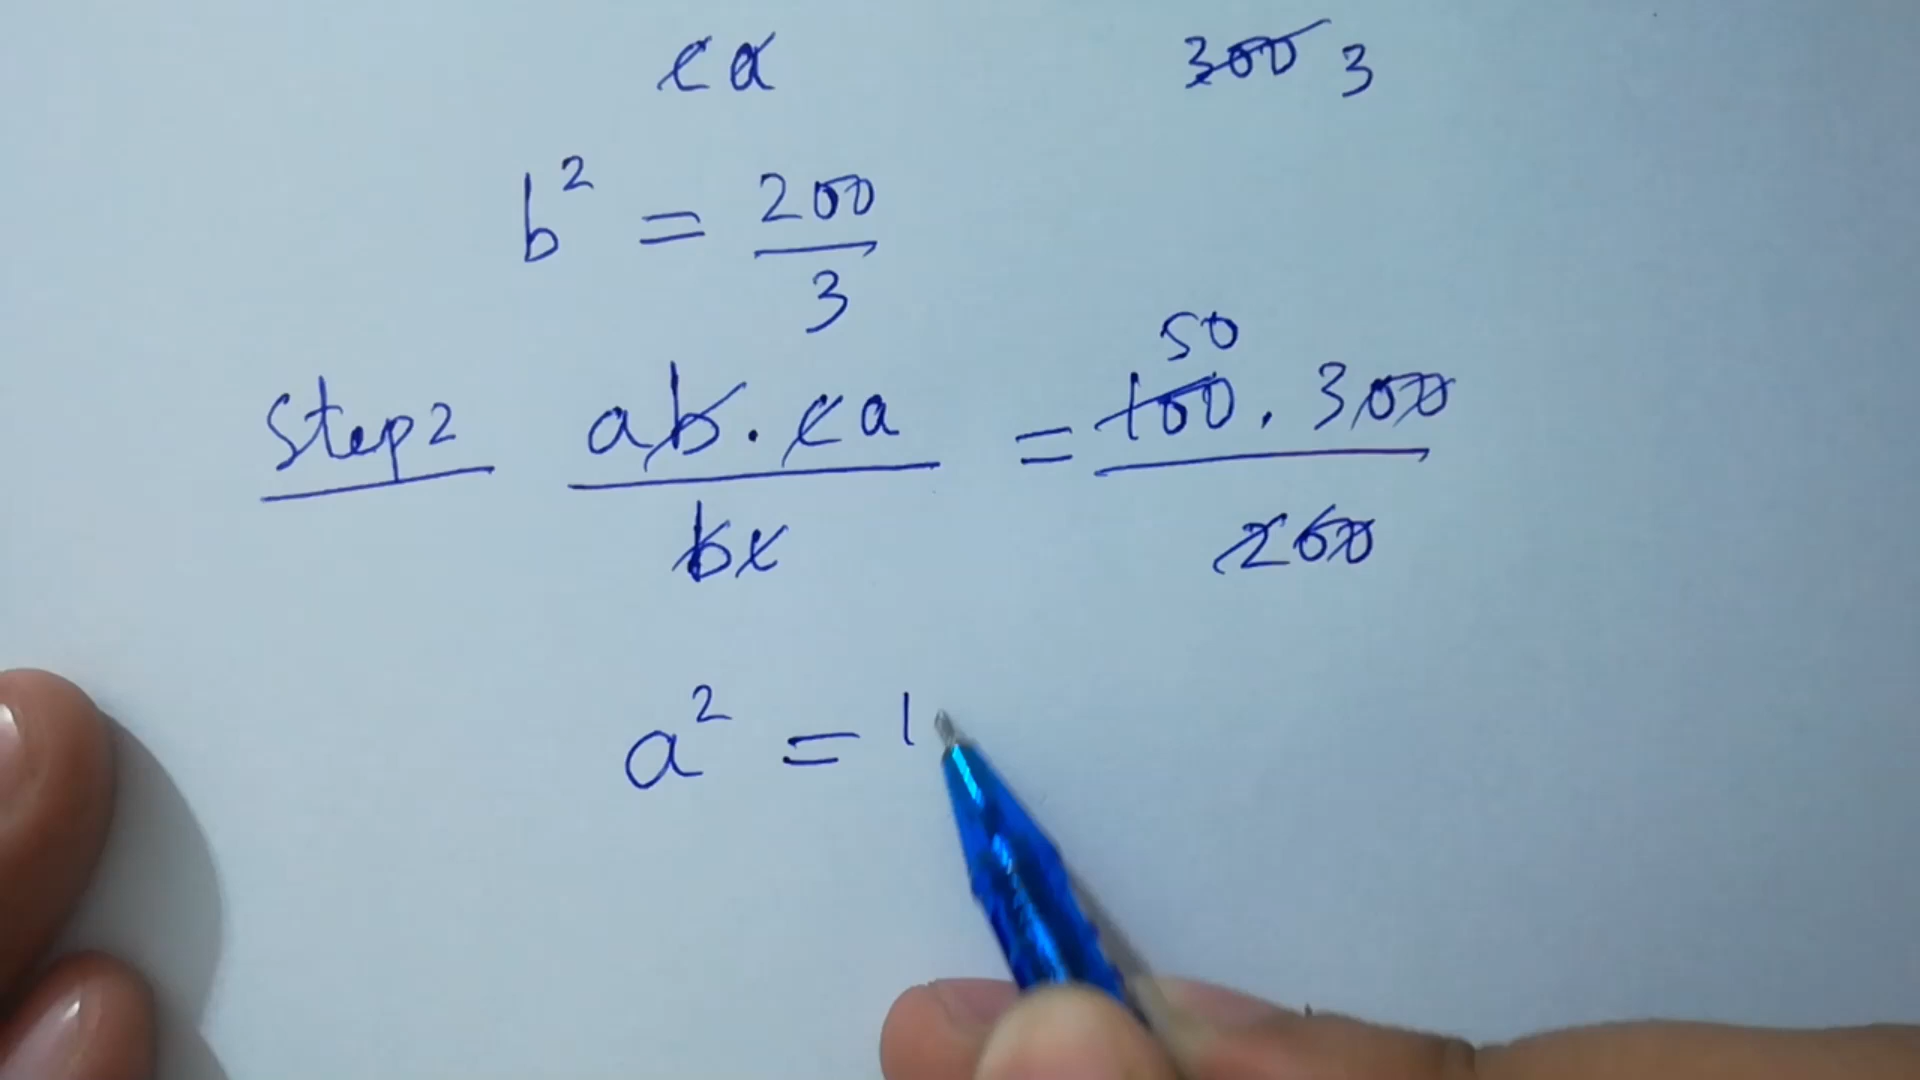 ca 300 3
b² = 200/3
50
Step2 ab.ca/bc = 100.300/200
a² = 1